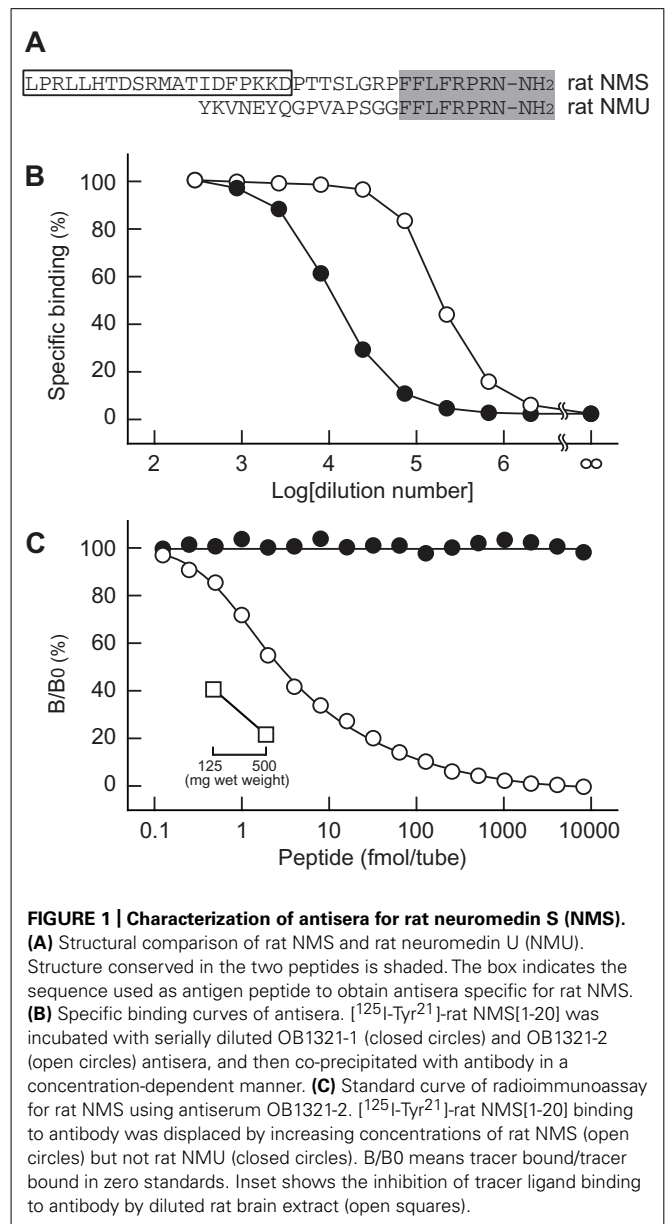 A
LPRLLHTDSRMATIDFPKKDPTTSLGRPFFLFRPRN-NH2 rat NMS
YKVNEYQGPVAPSGGFFLFRPRN-NH2 rat NMU
B
Specific binding (%)
100
80
60
40
20
0
2 3 4 5 6 ∞
Log[dilution number]
C
B/B0 (%)
100
80
60
40
20
0
125 500
(mg wet weight)
0.1 1 10 100 1000 10000
Peptide (fmol/tube)
FIGURE 1 | Characterization of antisera for rat neuromedin S (NMS).
(A) Structural comparison of rat NMS and rat neuromedin U (NMU).
Structure conserved in the two peptides is shaded. The box indicates the
sequence used as antigen peptide to obtain antisera specific for rat NMS.
(B) Specific binding curves of antisera. [125I-Tyr21]-rat NMS[1-20] was
incubated with serially diluted OB1321-1 (closed circles) and OB1321-2
(open circles) antisera, and then co-precipitated with antibody in a
concentration-dependent manner. (C) Standard curve of radioimmunoassay
for rat NMS using antiserum OB1321-2. [125I-Tyr21]-rat NMS[1-20] binding
to antibody was displaced by increasing concentrations of rat NMS (open
circles) but not rat NMU (closed circles). B/B0 means tracer bound/tracer
bound in zero standards. Inset shows the inhibition of tracer ligand binding
to antibody by diluted rat brain extract (open squares).